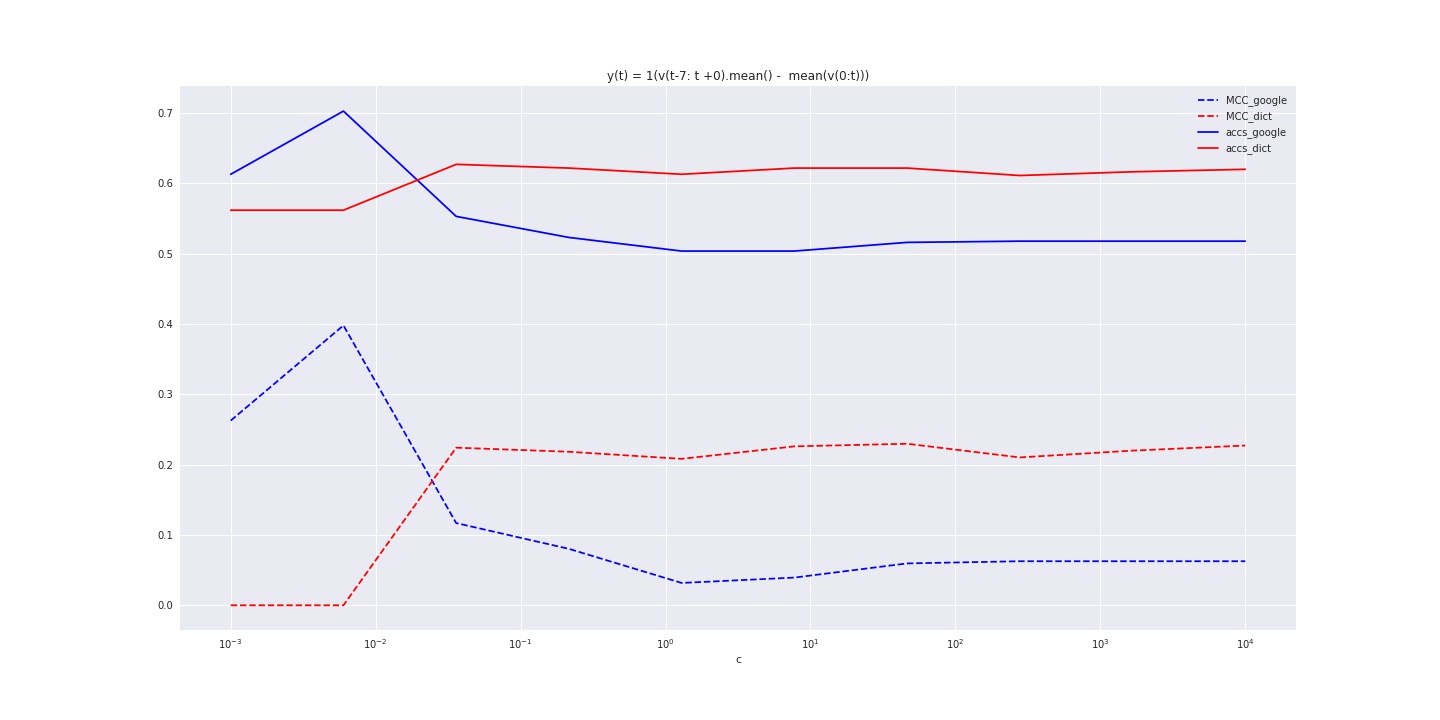 y(t) = 1(v(t-7: t +0).mean() -  mean(v(0:t)))
MCC_google
MCC_dict
accs_google
accs_dict
0.7
0.6
0.5
0.4
0.3
0.2
0.1
0.0
10⁻³ 10⁻² 10⁻¹ 10⁰ 10¹ 10² 10³ 10⁴
c